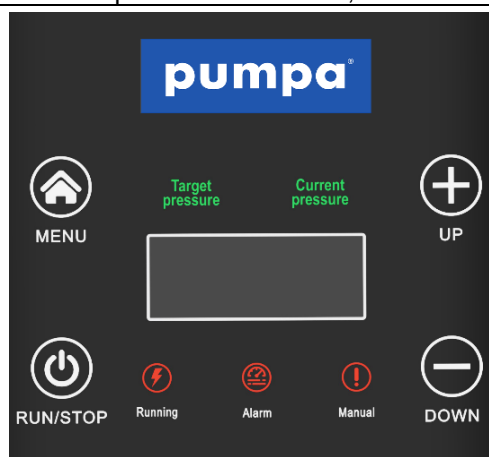 pumpa®
Target pressure
Current pressure
MENU
UP
RUN/STOP
Running
Alarm
Manual
DOWN